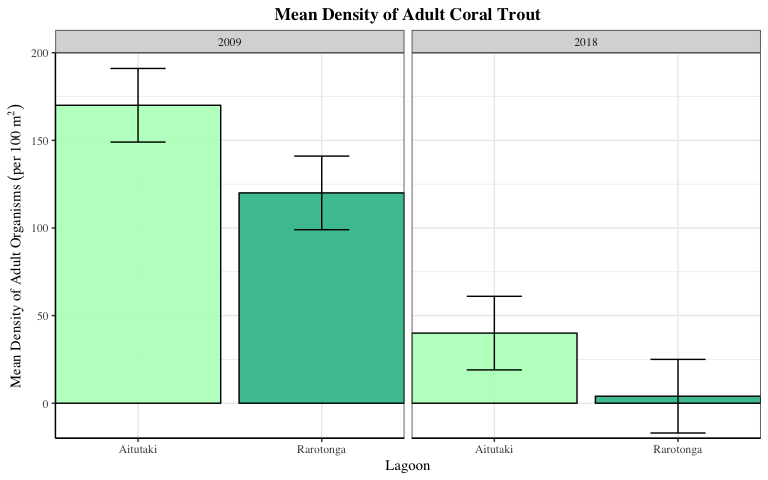 Mean Density of Adult Coral Trout
2009
2018
Mean Density of Adult Organisms (per 100 m²)
200
150
100
50
0
Aitutaki
Rarotonga
Aitutaki
Rarotonga
Lagoon